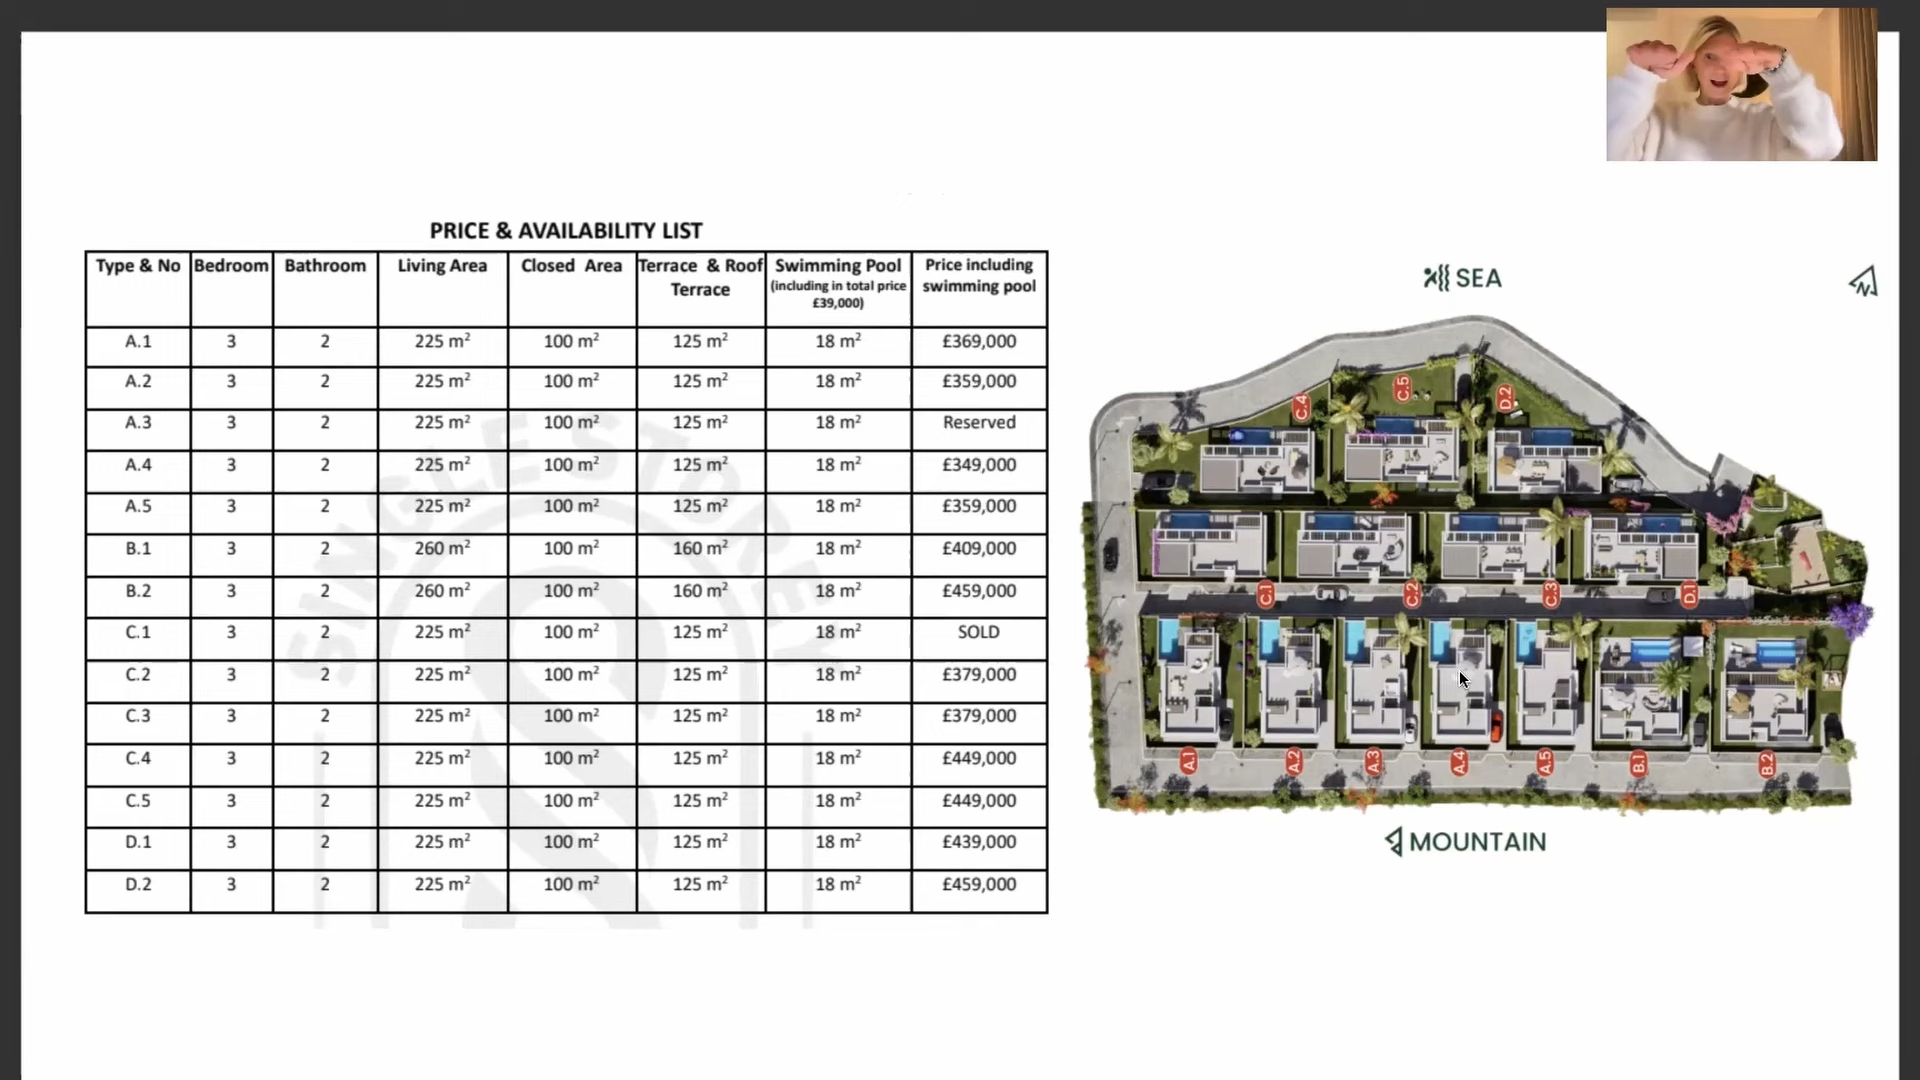 PRICE & AVAILABILITY LIST
Type & No Bedroom Bathroom Living Area Closed Area Terrace & Roof Terrace Swimming Pool (including in total price £39,000) Price including swimming pool
A.1 3 2 225 m² 100 m² 125 m² 18 m² £369,000
A.2 3 2 225 m² 100 m² 125 m² 18 m² £359,000
A.3 3 2 225 m² 100 m² 125 m² 18 m² Reserved
A.4 3 2 225 m² 100 m² 125 m² 18 m² £349,000
A.5 3 2 225 m² 100 m² 125 m² 18 m² £359,000
B.1 3 2 260 m² 100 m² 160 m² 18 m² £409,000
B.2 3 2 260 m² 100 m² 160 m² 18 m² £459,000
C.1 3 2 225 m² 100 m² 125 m² 18 m² SOLD
C.2 3 2 225 m² 100 m² 125 m² 18 m² £379,000
C.3 3 2 225 m² 100 m² 125 m² 18 m² £379,000
C.4 3 2 225 m² 100 m² 125 m² 18 m² £449,000
C.5 3 2 225 m² 100 m² 125 m² 18 m² £449,000
D.1 3 2 225 m² 100 m² 125 m² 18 m² £439,000
D.2 3 2 225 m² 100 m² 125 m² 18 m² £459,000
SINGLE STOREY
SEA
N
C.4 C.5 D.2
C.1 C.2 C.3 D.1
A.1 A.2 A.3 A.4 A.5 B.1 B.2
MOUNTAIN